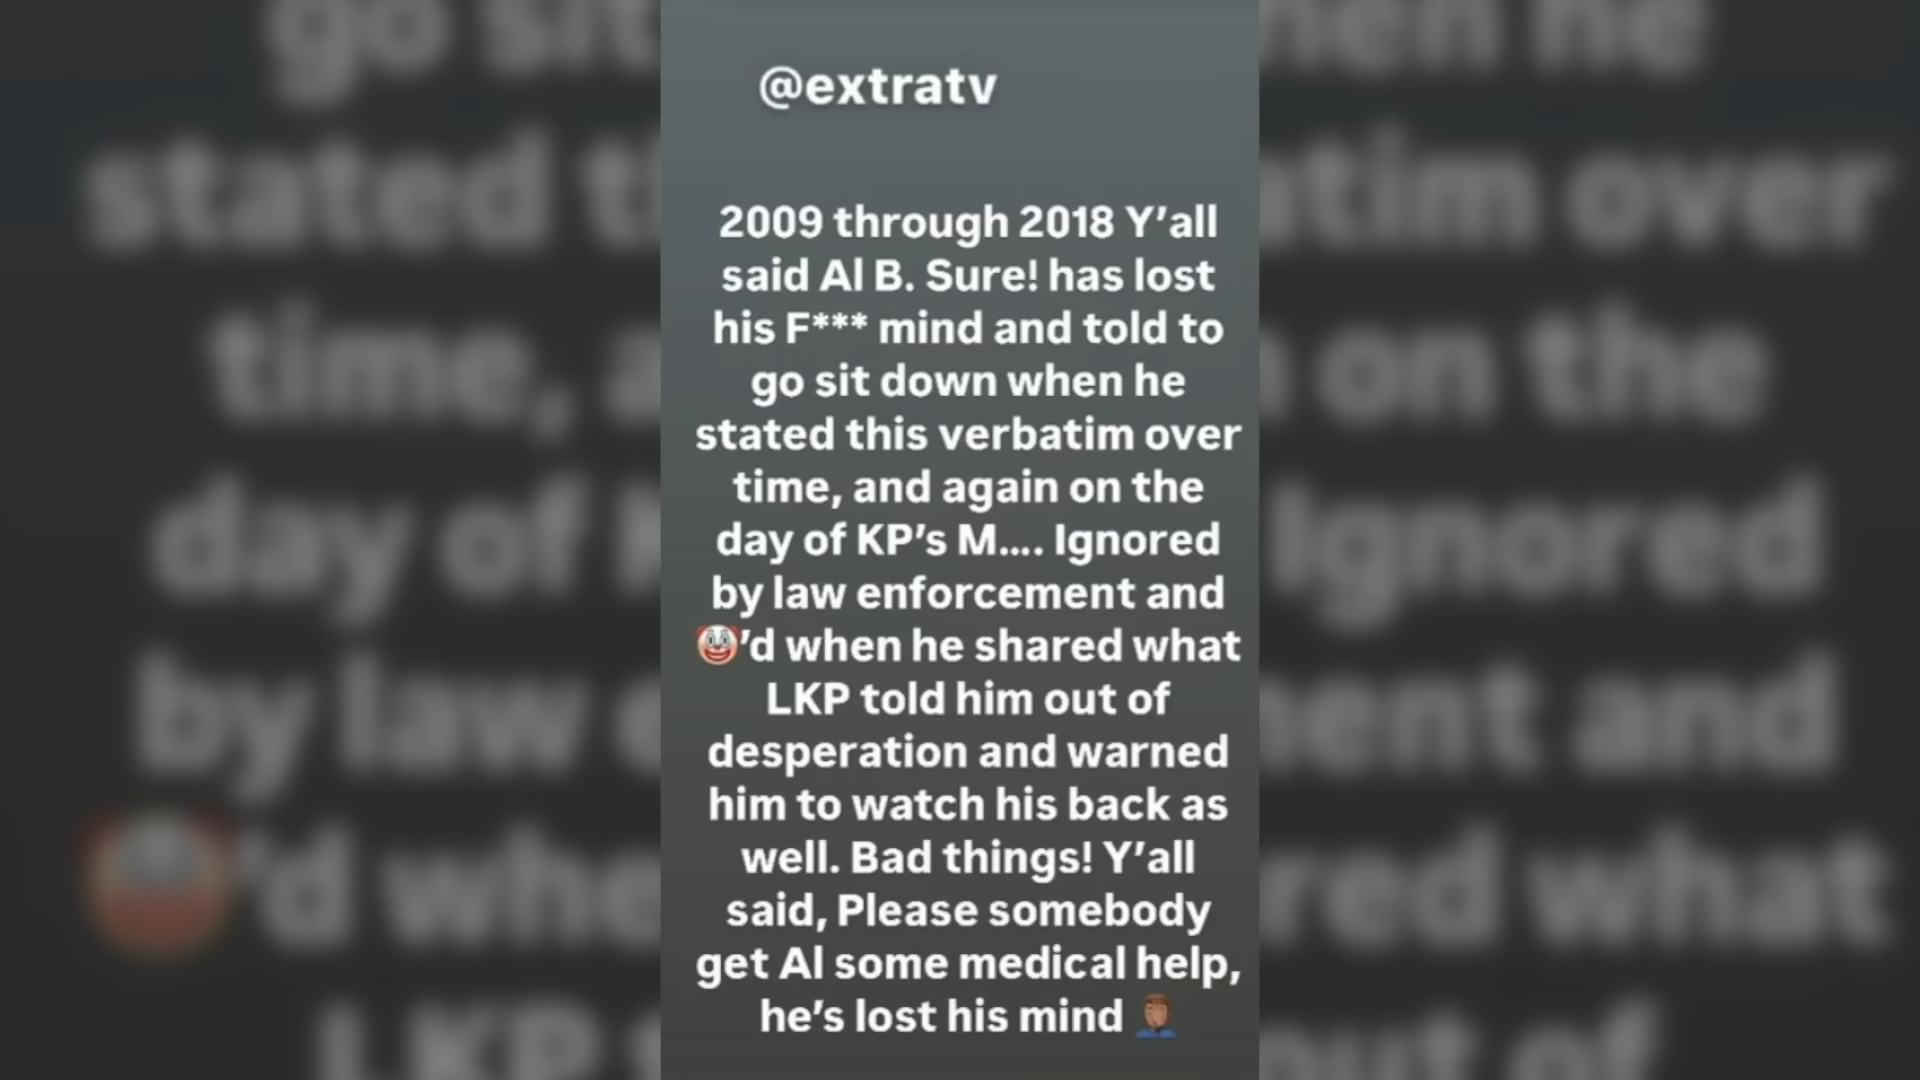 @extratv
2009 through 2018 Y’all
said Al B. Sure! has lost
his F*** mind and told to
go sit down when he
stated this verbatim over
time, and again on the
day of KP’s M…. Ignored
by law enforcement and
🤡’d when he shared what
LKP told him out of
desperation and warned
him to watch his back as
well. Bad things! Y’all
said, Please somebody
get Al some medical help,
he’s lost his mind 🤦🏾‍♂️